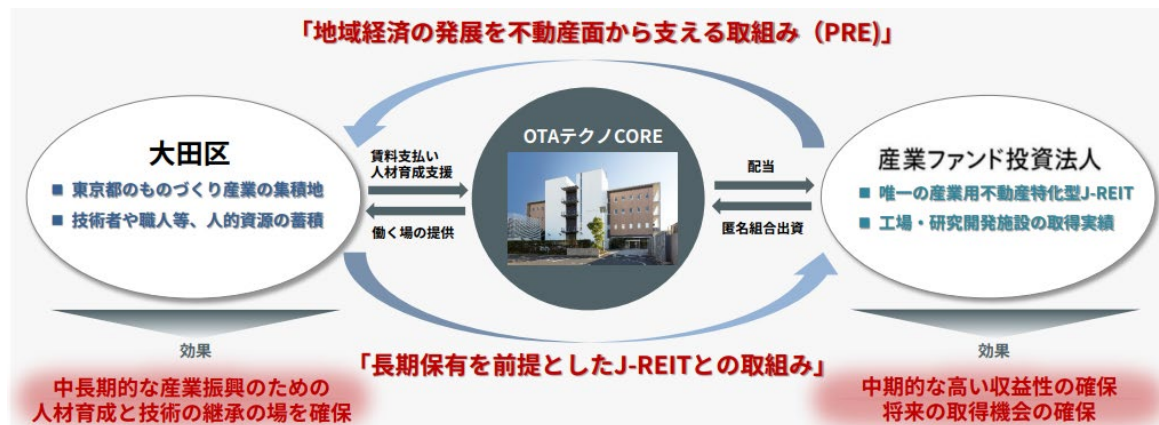 「地域経済の発展を不動産面から支える取組み（PRE)」
大田区
■ 東京都のものづくり産業の集積地
■ 技術者や職人等、人的資源の蓄積
賃料支払い
人材育成支援
働く場の提供
OTAテクノCORE
配当
匿名組合出資
産業ファンド投資法人
■ 唯一の産業用不動産特化型J-REIT
■ 工場・研究開発施設の取得実績
「長期保有を前提としたJ-REITとの取組み」
効果
中長期的な産業振興のための
人材育成と技術の継承の場を確保
効果
中期的な高い収益性の確保
将来の取得機会の確保